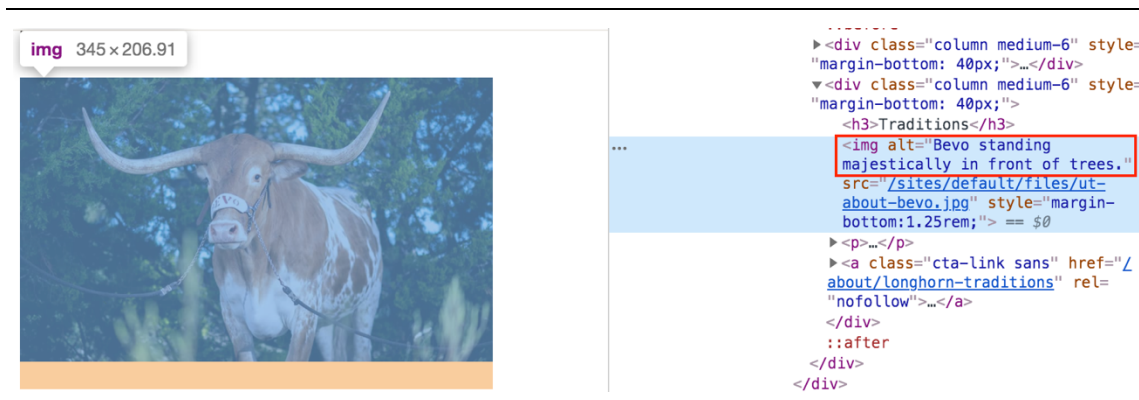 img 345 × 206.91
BEVO
▶<div class="column medium-6" style=
"margin-bottom: 40px;">…</div>
▼<div class="column medium-6" style=
"margin-bottom: 40px;">
<h3>Traditions</h3>
<img alt="Bevo standing
majestically in front of trees."
src="/sites/default/files/ut-
about-bevo.jpg" style="margin-
bottom:1.25rem;"> == $0
▶<p>…</p>
▶<a class="cta-link sans" href="/
about/longhorn-traditions" rel=
"nofollow">…</a>
</div>
::after
</div>
</div>